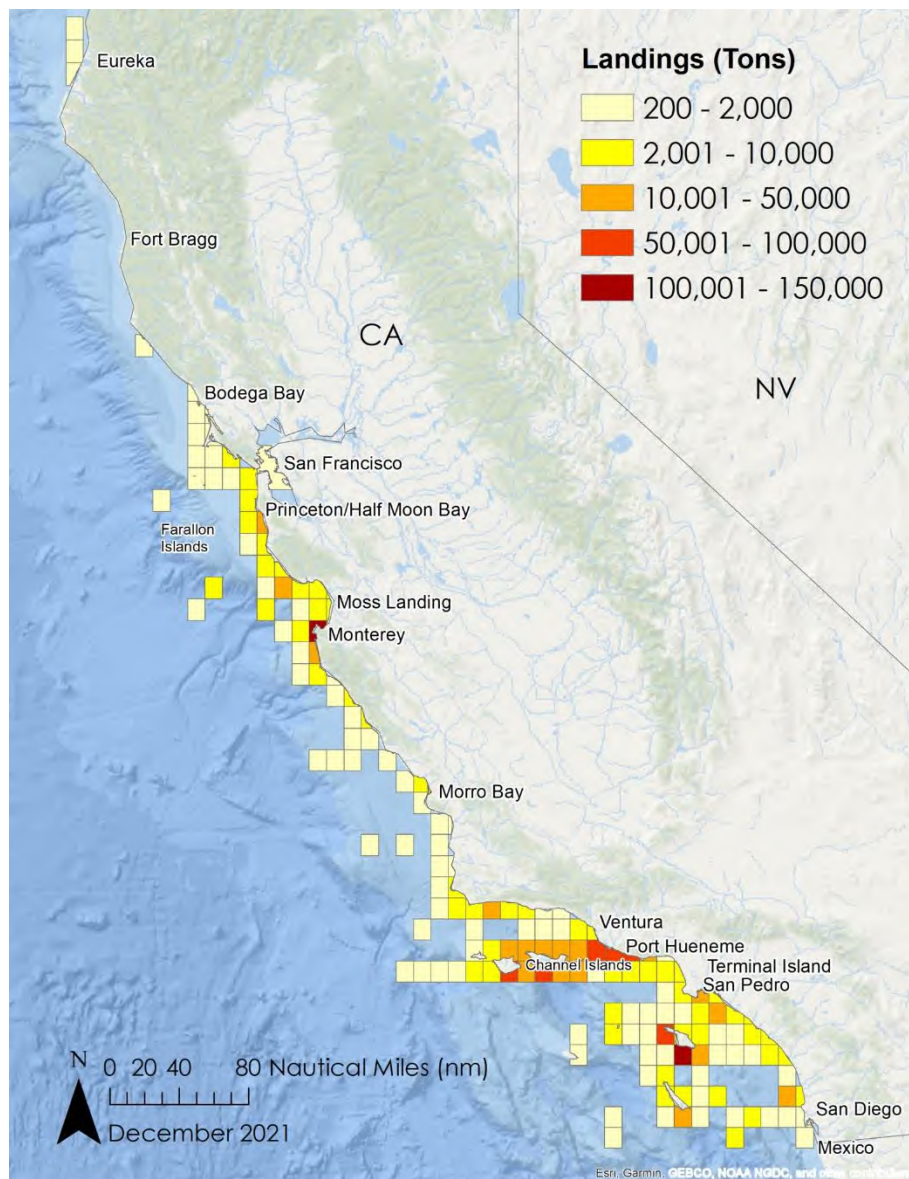 Eureka
Landings (Tons)
200 - 2,000
2,001 - 10,000
10,001 - 50,000
50,001 - 100,000
100,001 - 150,000
Fort Bragg
CA
NV
Bodega Bay
San Francisco
Princeton/Half Moon Bay
Farallon
Islands
Moss Landing
Monterey
Morro Bay
Ventura
Port Hueneme
Channel Islands
Terminal Island
San Pedro
N
0 20 40 80 Nautical Miles (nm)
December 2021
San Diego
Mexico
Esri, Garmin, GEBCO, NOAA NGDC, and other